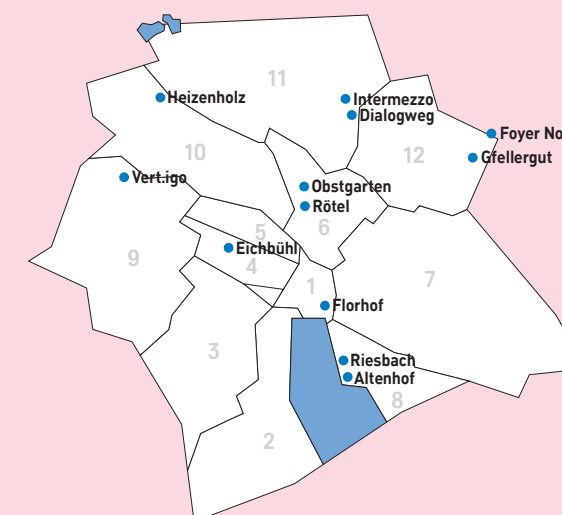 11
Heizenholz
Intermezzo
Dialogweg
Foyer No
10
12
Gfellergut
Vert.igo
Obstgarten
Rötel
6
5
Eichbühl
9
4
7
1
Florhof
3
Riesbach
Altenhof
8
2